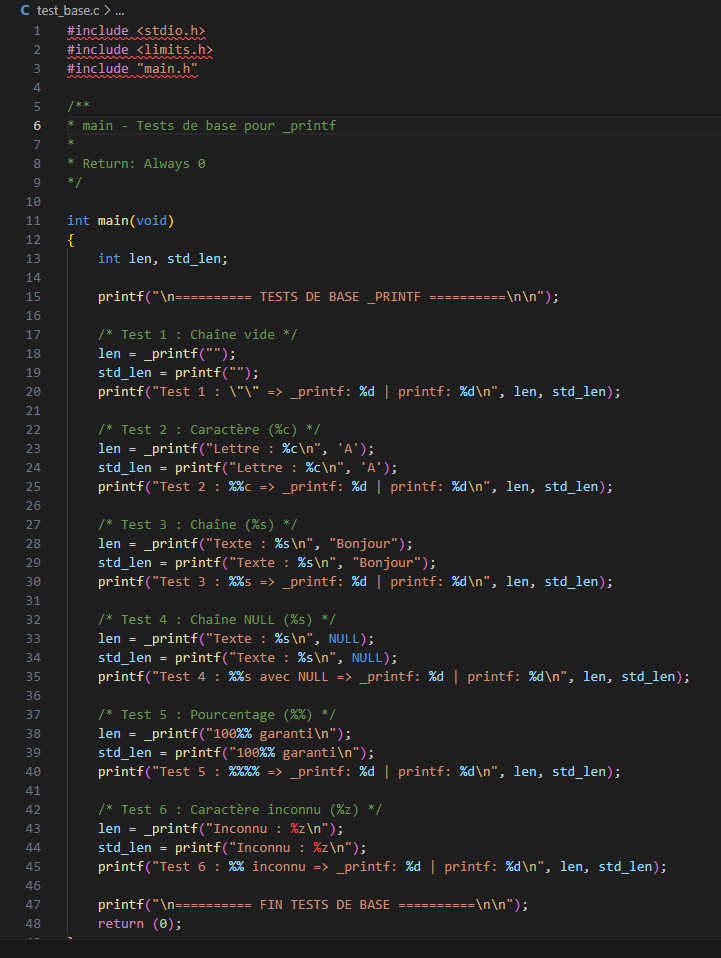 C test_base.c > ...
1 #include <stdio.h>
2 #include <limits.h>
3 #include "main.h"
4
5 /**
6 * main - Tests de base pour _printf
7 *
8 * Return: Always 0
9 */
10
11 int main(void)
12 {
13     int len, std_len;
14
15     printf("\n========== TESTS DE BASE _PRINTF ==========\n\n");
16
17     /* Test 1 : Chaîne vide */
18     len = _printf("");
19     std_len = printf("");
20     printf("Test 1 : \"\" => _printf: %d | printf: %d\n", len, std_len);
21
22     /* Test 2 : Caractère (%c) */
23     len = _printf("Lettre : %c\n", 'A');
24     std_len = printf("Lettre : %c\n", 'A');
25     printf("Test 2 : %%c => _printf: %d | printf: %d\n", len, std_len);
26
27     /* Test 3 : Chaîne (%s) */
28     len = _printf("Texte : %s\n", "Bonjour");
29     std_len = printf("Texte : %s\n", "Bonjour");
30     printf("Test 3 : %%s => _printf: %d | printf: %d\n", len, std_len);
31
32     /* Test 4 : Chaîne NULL (%s) */
33     len = _printf("Texte : %s\n", NULL);
34     std_len = printf("Texte : %s\n", NULL);
35     printf("Test 4 : %%s avec NULL => _printf: %d | printf: %d\n", len, std_len);
36
37     /* Test 5 : Pourcentage (%%) */
38     len = _printf("100%% garanti\n");
39     std_len = printf("100%% garanti\n");
40     printf("Test 5 : %%%% => _printf: %d | printf: %d\n", len, std_len);
41
42     /* Test 6 : Caractère inconnu (%z) */
43     len = _printf("Inconnu : %z\n");
44     std_len = printf("Inconnu : %z\n");
45     printf("Test 6 : %% inconnu => _printf: %d | printf: %d\n", len, std_len);
46
47     printf("\n========== FIN TESTS DE BASE ==========\n\n");
48     return (0);